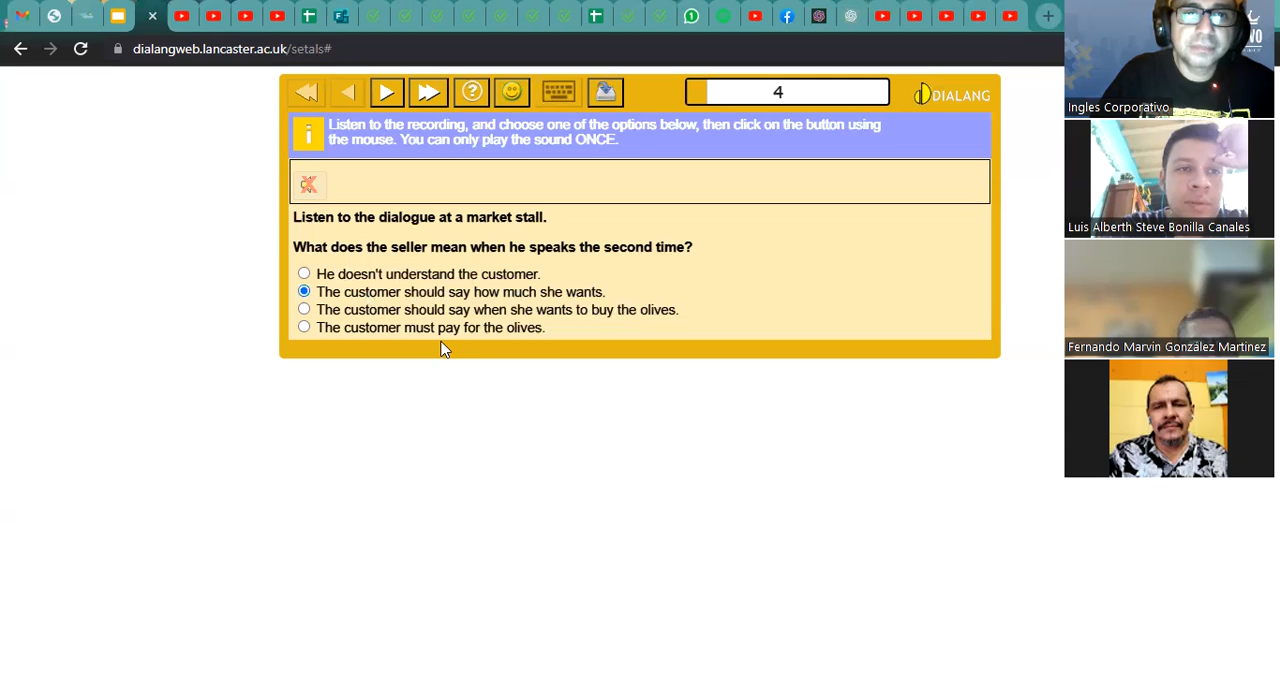 1
dialangweb.lancaster.ac.uk/setals#
4
DIALANG
i
Listen to the recording, and choose one of the options below, then click on the button using
the mouse. You can only play the sound ONCE.
Listen to the dialogue at a market stall.
What does the seller mean when he speaks the second time?
He doesn't understand the customer.
The customer should say how much she wants.
The customer should say when she wants to buy the olives.
The customer must pay for the olives.
Ingles Corporativo
Luis Alberth Steve Bonilla Canales
Fernando Marvin González Martinez